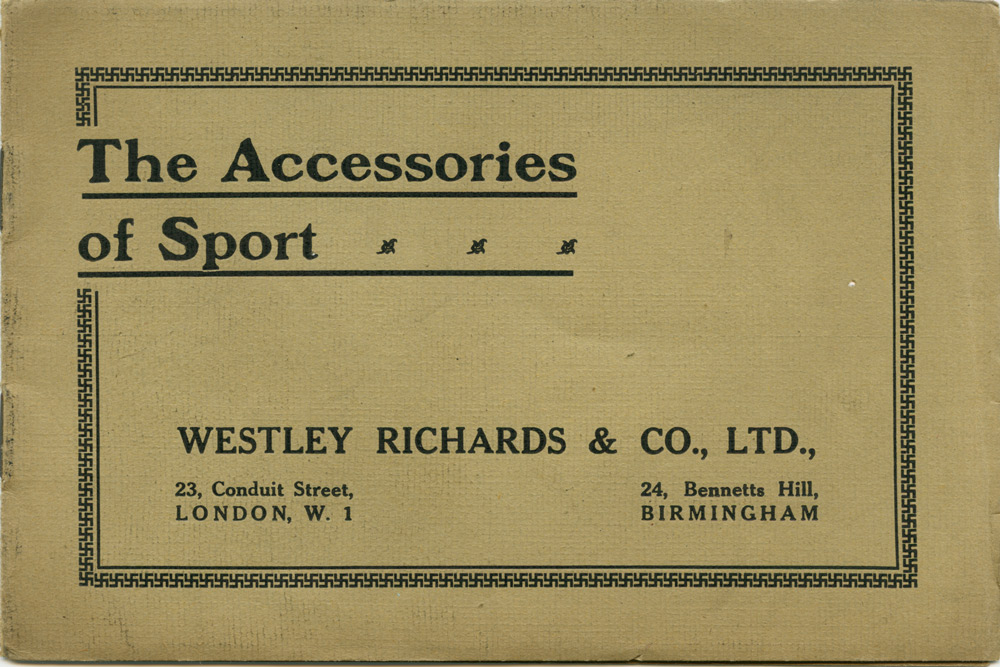 The Accessories
of Sport
WESTLEY RICHARDS & CO., LTD.,
23, Conduit Street,
LONDON, W. 1
24, Bennetts Hill,
BIRMINGHAM